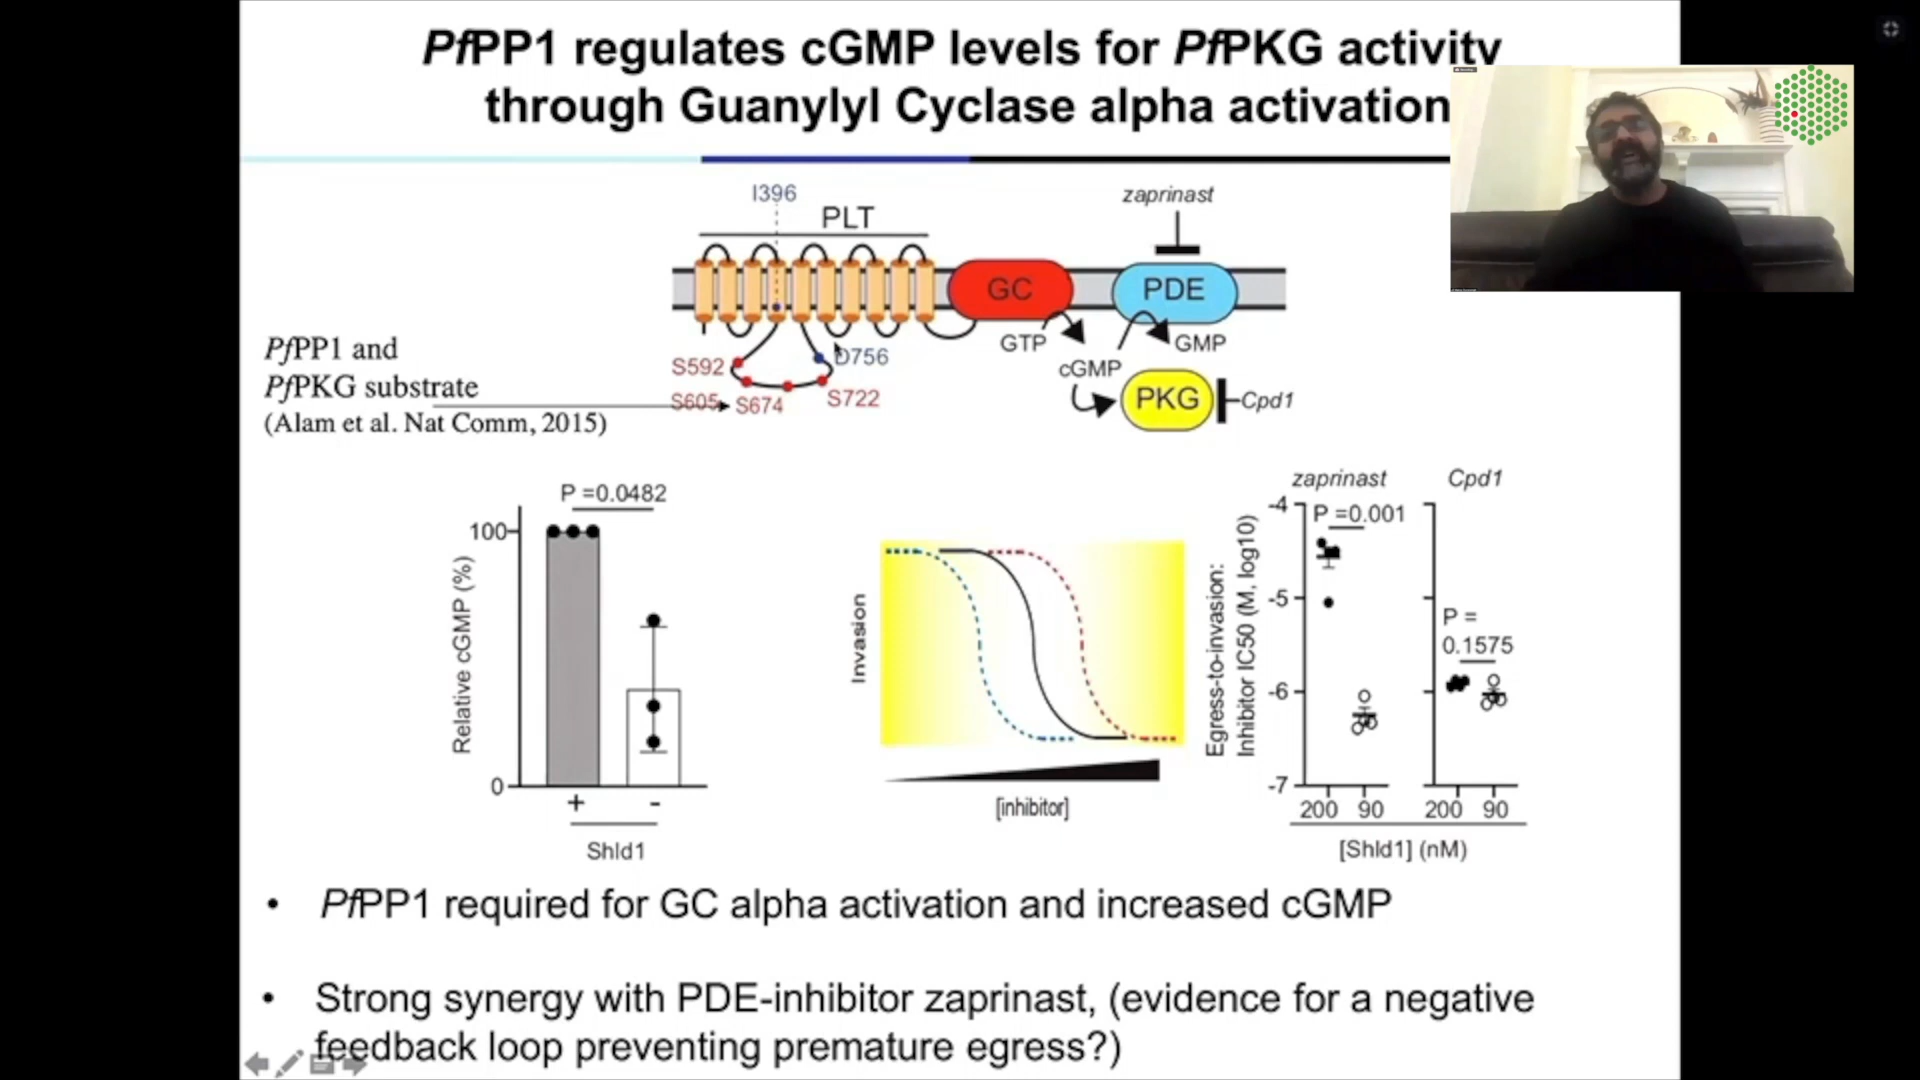 PfPP1 regulates cGMP levels for PfPKG activity
through Guanylyl Cyclase alpha activation
I396
PLT
zaprinast
GC
PDE
GTP
cGMP
GMP
PKG
Cpd1
PfPP1 and
PfPKG substrate
(Alam et al. Nat Comm, 2015)
S592
D756
S605
S674
S722
P =0.0482
100
0
Relative cGMP (%)
+ -
Shld1
Invasion
[inhibitor]
zaprinast
Cpd1
Egress-to-invasion:
Inhibitor IC50 (M, log10)
-4
-5
-6
-7
P =0.001
P =
0.1575
200 90
200 90
[Shld1] (nM)
• PfPP1 required for GC alpha activation and increased cGMP
• Strong synergy with PDE-inhibitor zaprinast, (evidence for a negative
feedback loop preventing premature egress?)